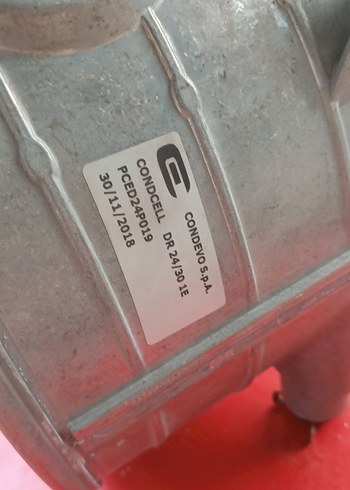 CONDEVO S.p.A.
CONDCELL DR 24/30 1E
PCED24P019
30/11/2018